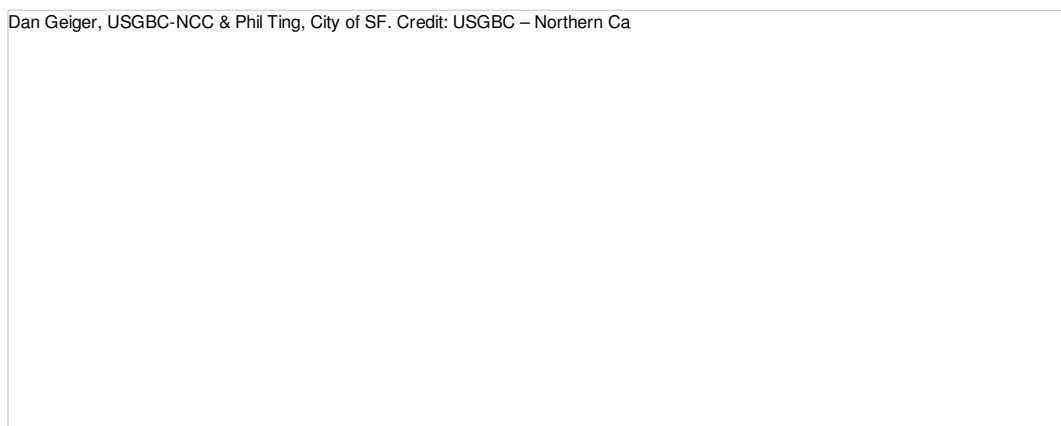 Dan Geiger, USGBC-NCC & Phil Ting, City of SF. Credit: USGBC – Northern Ca